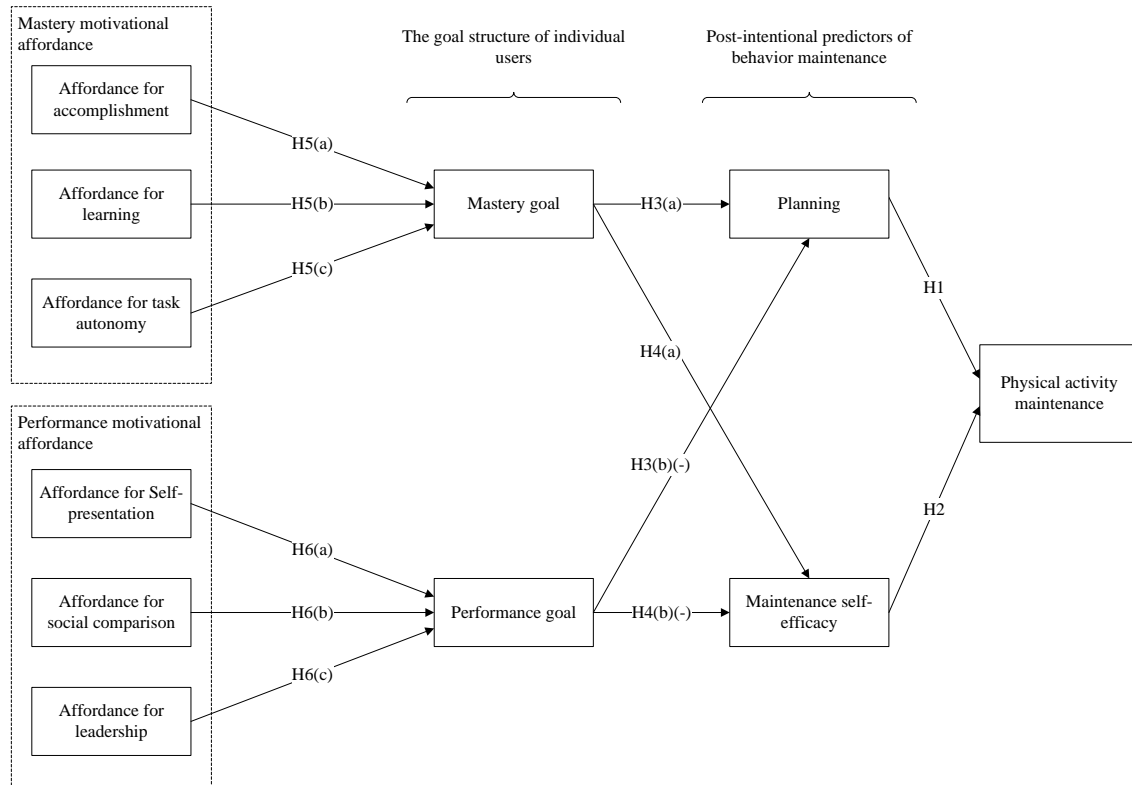 Mastery motivational
affordance
Affordance for
accomplishment
Affordance for
learning
Affordance for task
autonomy
H5(a)
H5(b)
H5(c)
Performance motivational
affordance
Affordance for Self-
presentation
Affordance for
social comparison
Affordance for
leadership
H6(a)
H6(b)
H6(c)
The goal structure of individual
users
Mastery goal
Performance goal
H3(a)
H4(a)
H3(b)(-)
H4(b)(-)
Post-intentional predictors of
behavior maintenance
Planning
Maintenance self-
efficacy
H1
H2
Physical activity
maintenance